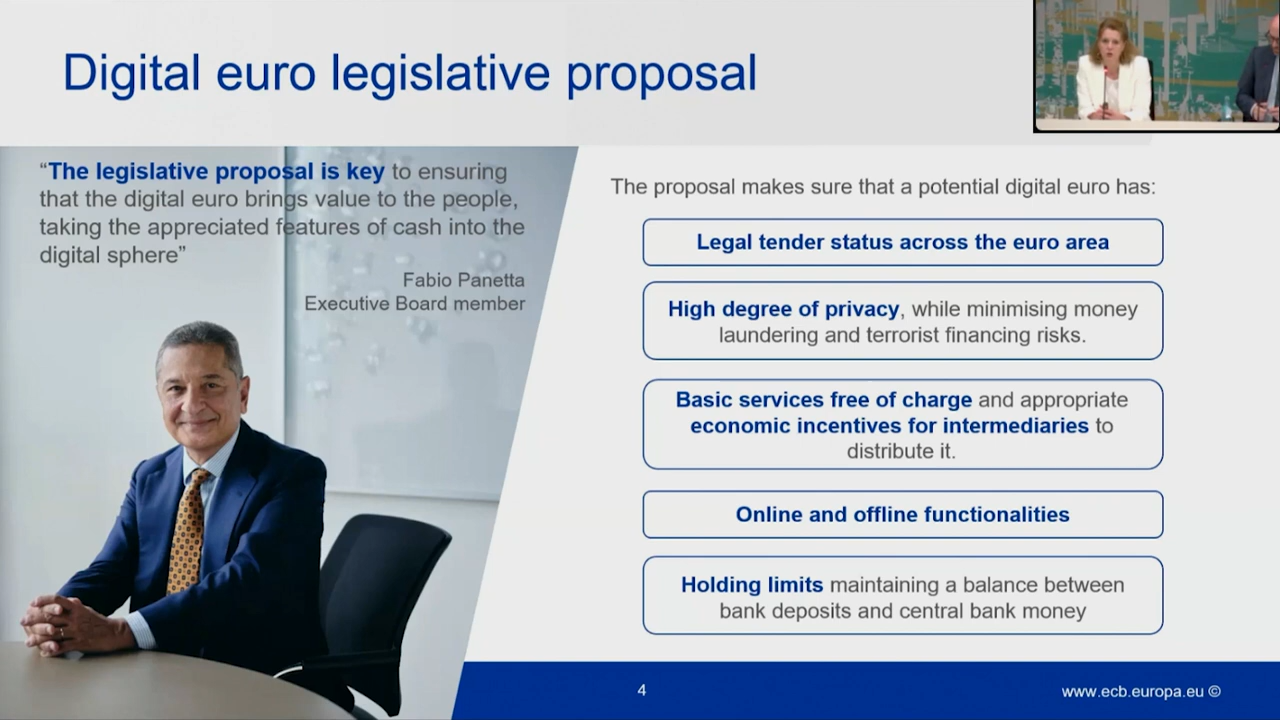 Digital euro legislative proposal
“The legislative proposal is key to ensuring
that the digital euro brings value to the people,
taking the appreciated features of cash into the
digital sphere”
Fabio Panetta
Executive Board member
The proposal makes sure that a potential digital euro has:
Legal tender status across the euro area
High degree of privacy, while minimising money
laundering and terrorist financing risks.
Basic services free of charge and appropriate
economic incentives for intermediaries to
distribute it.
Online and offline functionalities
Holding limits maintaining a balance between
bank deposits and central bank money
4
www.ecb.europa.eu ©